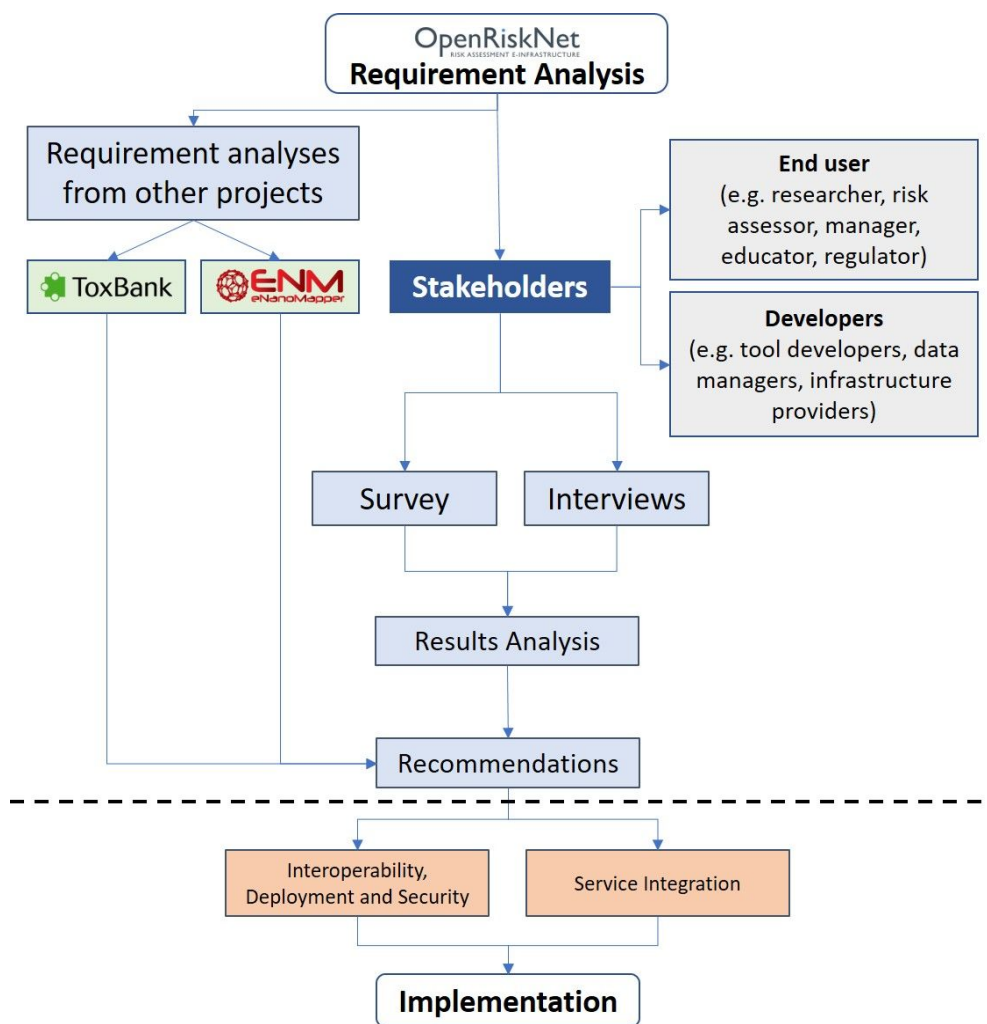 OpenRiskNet
RISK ASSESSMENT E-INFRASTRUCTURE
Requirement Analysis
Requirement analyses
from other projects
ToxBank
ENM
eNanoMapper
Stakeholders
End user
(e.g. researcher, risk
assessor, manager,
educator, regulator)
Developers
(e.g. tool developers, data
managers, infrastructure
providers)
Survey
Interviews
Results Analysis
Recommendations
Interoperability,
Deployment and Security
Service Integration
Implementation